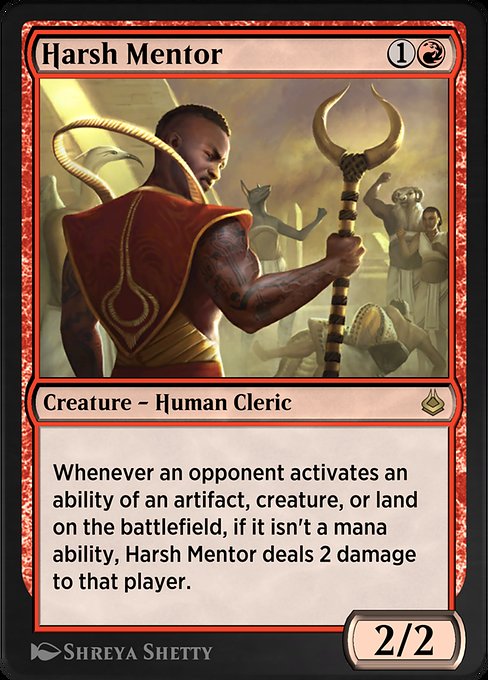 Harsh Mentor 1
Creature – Human Cleric
Whenever an opponent activates an
ability of an artifact, creature, or land
on the battlefield, if it isn't a mana
ability, Harsh Mentor deals 2 damage
to that player.
2/2
Shreya Shetty